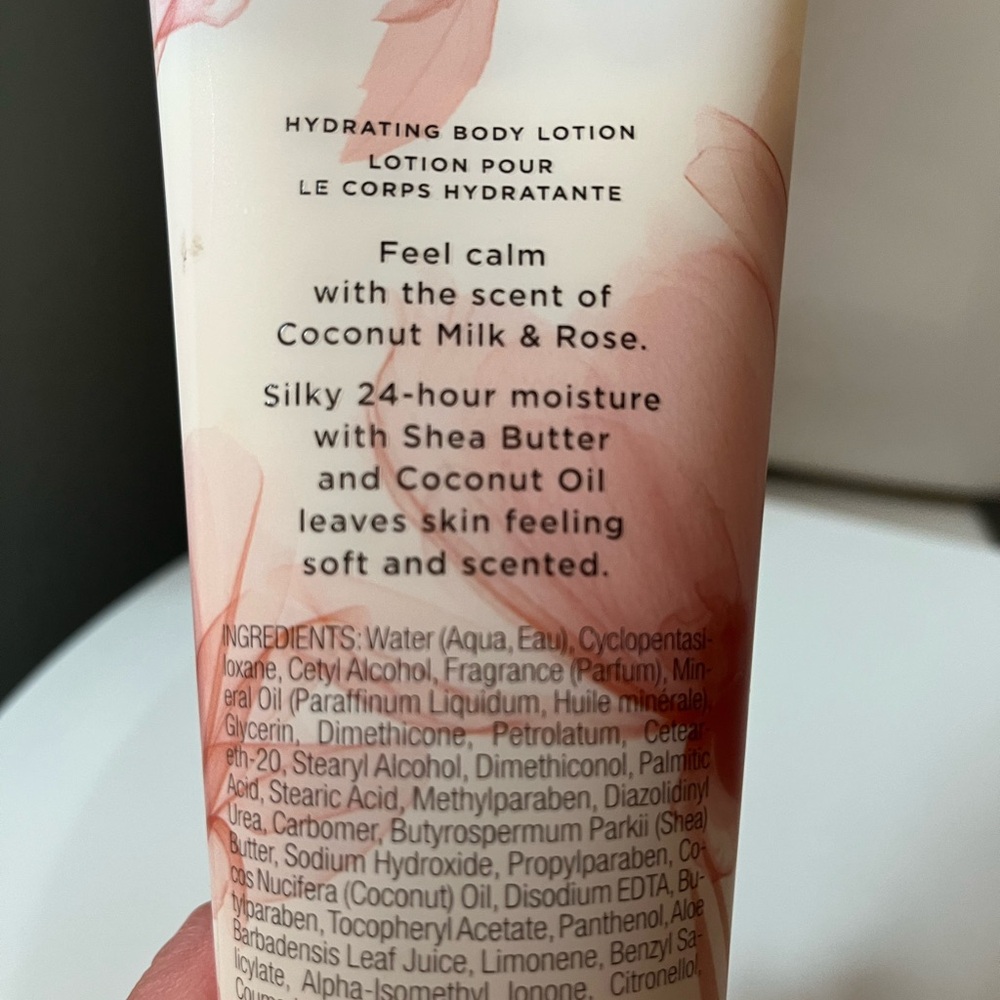 HYDRATING BODY LOTION
LOTION POUR
LE CORPS HYDRATANTE
Feel calm
with the scent of
Coconut Milk & Rose.
Silky 24-hour moisture
with Shea Butter
and Coconut Oil
leaves skin feeling
soft and scented.
INGREDIENTS: Water (Aqua, Eau), Cyclopentasi-
loxane, Cetyl Alcohol, Fragrance (Parfum), Min-
eral Oil (Paraffinum Liquidum, Huile minérale),
Glycerin, Dimethicone, Petrolatum, Cetear
eth-20, Stearyl Alcohol, Dimethiconol, Palmitic
Acid, Stearic Acid, Methylparaben, Diazolidinyl
Urea, Carbomer, Butyrospermum Parkii (Shea)
Butter, Sodium Hydroxide, Propylparaben, Co-
cos Nucifera (Coconut) Oil, Disodium EDTA, Bu-
tylparaben, Tocopheryl Acetate, Panthenol, Aloe
Barbadensis Leaf Juice, Limonene, Benzyl Sa-
licylate, Alpha-Isomethyl Ionone, Citronellol,